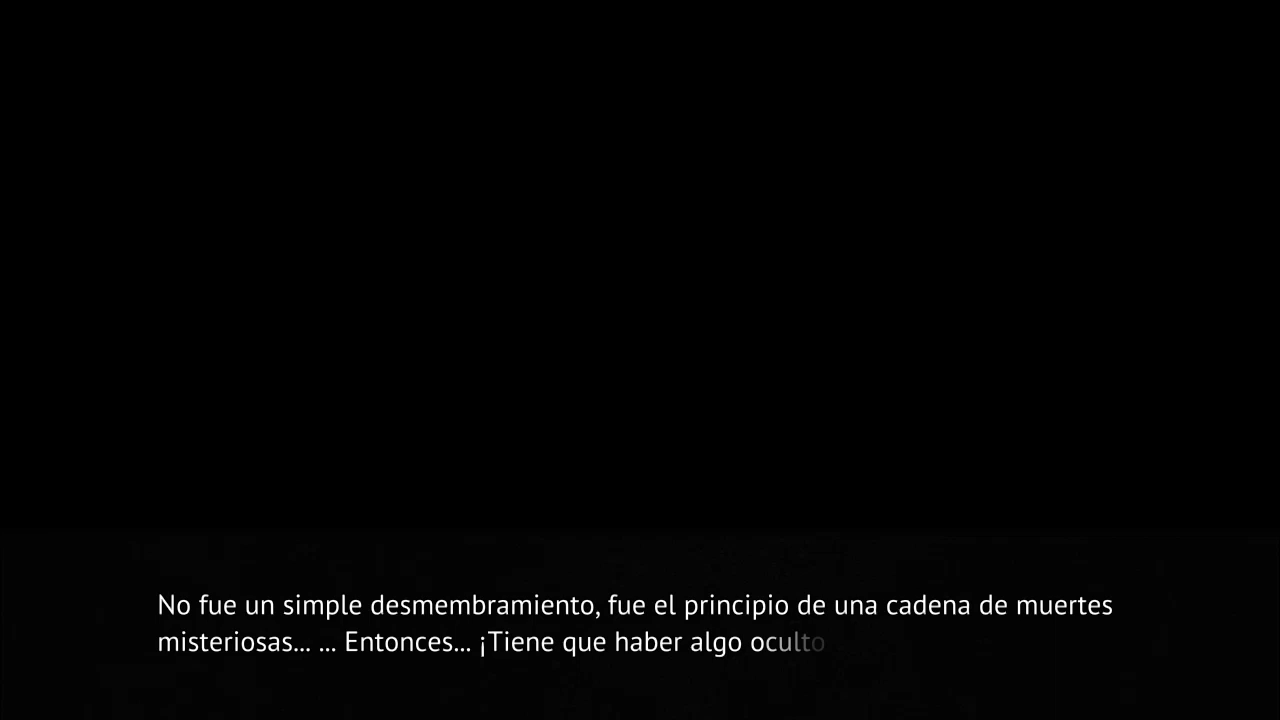 No fue un simple desmembramiento, fue el principio de una cadena de muertes
misteriosas... ... Entonces... ¡Tiene que haber algo oculto